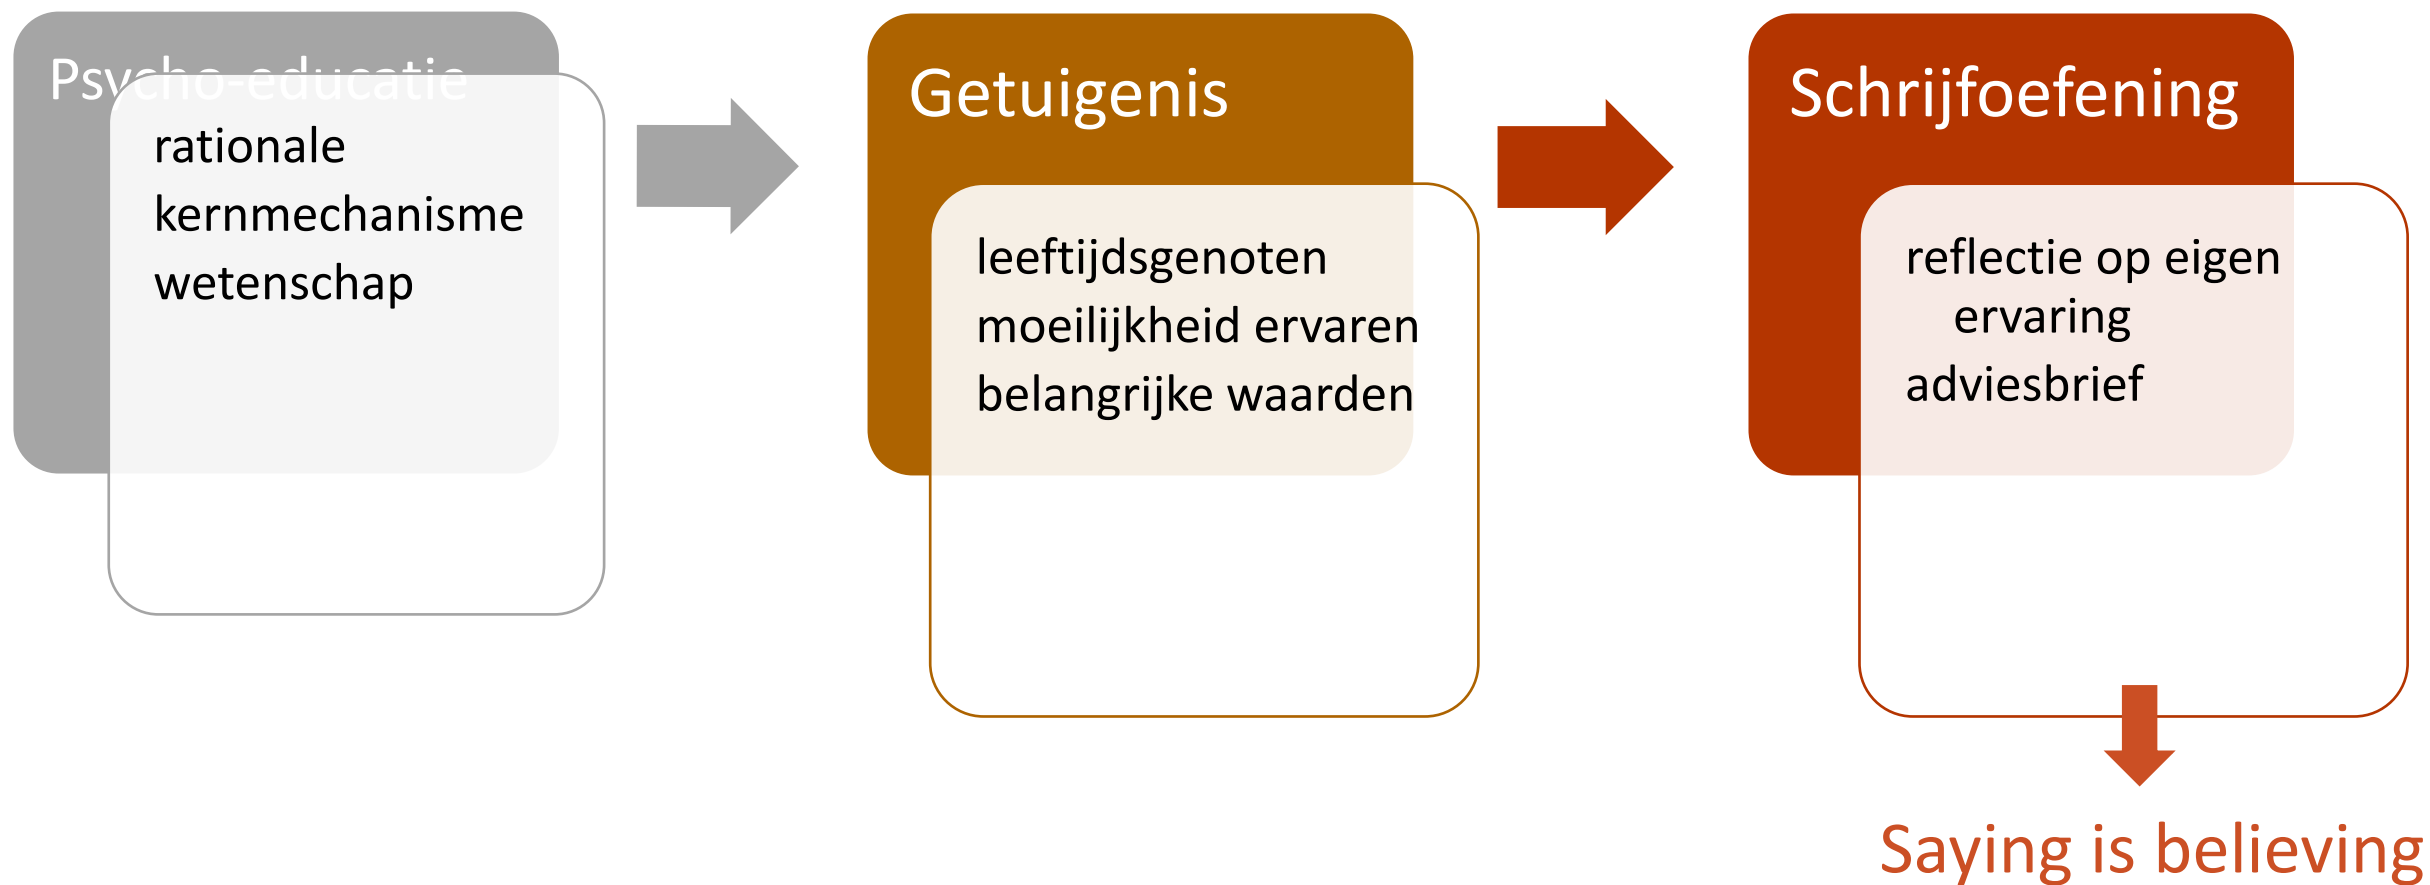 Psycho-educatie
rationale
kernmechanisme
wetenschap
Getuigenis
leeftijdsgenoten
moeilijkheid ervaren
belangrijke waarden
Schrijfoefening
reflectie op eigen
ervaring
adviesbrief
Saying is believing